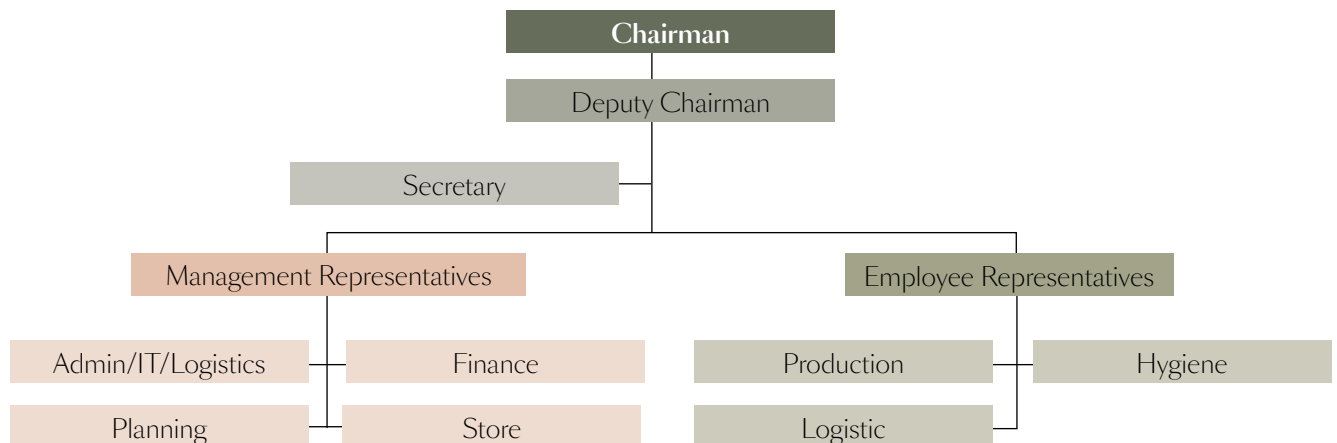 Chairman
Deputy Chairman
Secretary
Management Representatives
Employee Representatives
Admin/IT/Logistics
Finance
Production
Hygiene
Planning
Store
Logistic